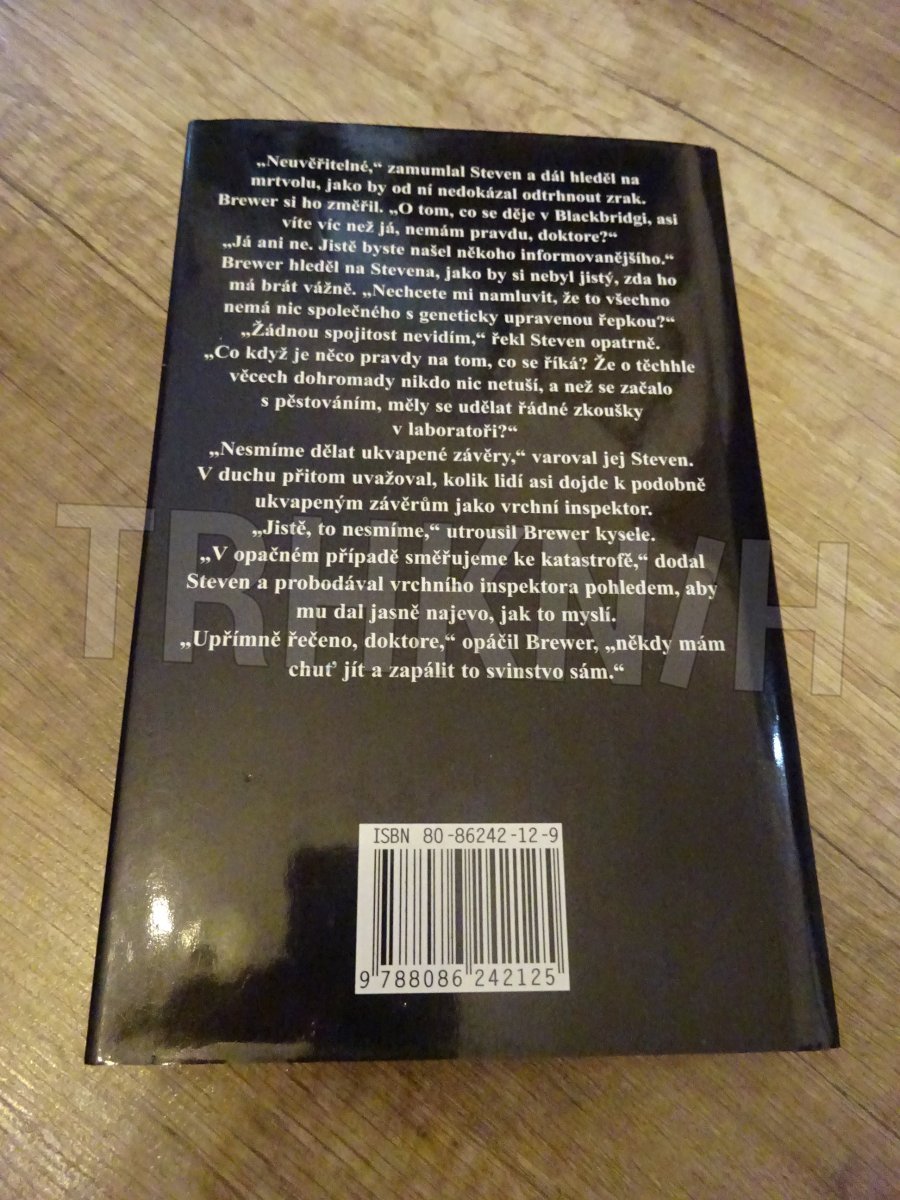 „Neuvěřitelné,“ zamumlal Steven a dál hleděl na
mrtvolu, jako by od ní nedokázal odtrhnout zrak.
Brewer si ho změřil. „O tom, co se děje v Blackbridgi, asi
víte víc než já, nemám pravdu, doktore?“
„Já ani ne. Jistě byste našel někoho informovanějšího.“
Brewer hleděl na Stevena, jako by si nebyl jistý, zda ho
má brát vážně. „Nechcete mi namluvit, že to všechno
nemá nic společného s geneticky upravenou řepkou?“
„Žádnou spojitost nevidím,“ řekl Steven opatrně.
„Co když je něco pravdy na tom, co se říká? Že o těchhle
věcech dohromady nikdo nic netuší, a než se začalo
s pěstováním, měly se udělat řádné zkoušky
v laboratoři?“
„Nesmíme dělat ukvapené závěry,“ varoval jej Steven.
V duchu přitom uvažoval, kolik lidí asi dojde k podobně
ukvapeným závěrům jako vrchní inspektor.
„Jistě, to nesmíme,“ utrousil Brewer kysele.
„V opačném případě směřujeme ke katastrofě,“ dodal
Steven a probodával vrchního inspektora pohledem, aby
mu dal jasně najevo, jak to myslí.
„Upřímně řečeno, doktore,“ opáčil Brewer, „někdy mám
chuť jít a zapálit to svinstvo sám.“
ISBN 80-86242-12-9
9 788086 242125